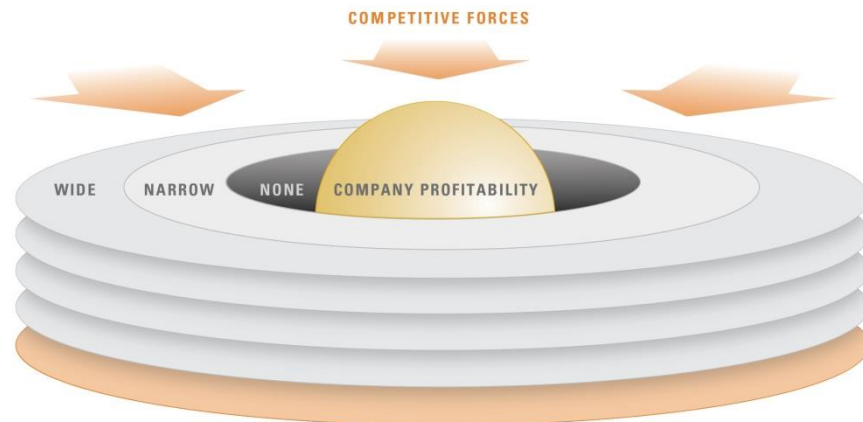 COMPETITIVE FORCES
WIDE NARROW NONE COMPANY PROFITABILITY